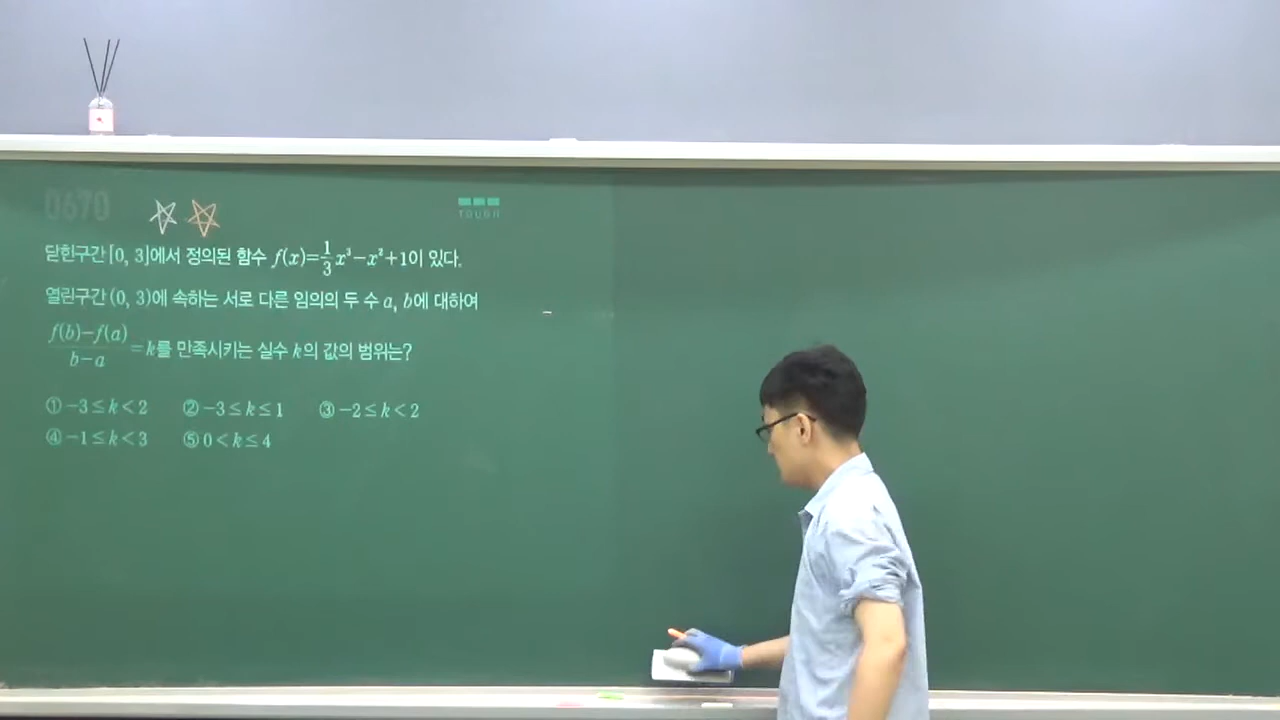 0670
TOUGH
닫힌구간 [0, 3]에서 정의된 함수 f(x)=\frac{1}{3}x³-x²+1이 있다.
열린구간 (0, 3)에 속하는 서로 다른 임의의 두 수 a, b에 대하여
\frac{f(b)-f(a)}{b-a}=k를 만족시키는 실수 k의 값의 범위는?
① -3≤k<2 ② -3≤k≤1 ③ -2≤k<2
④ -1≤k<3 ⑤ 0<k≤4